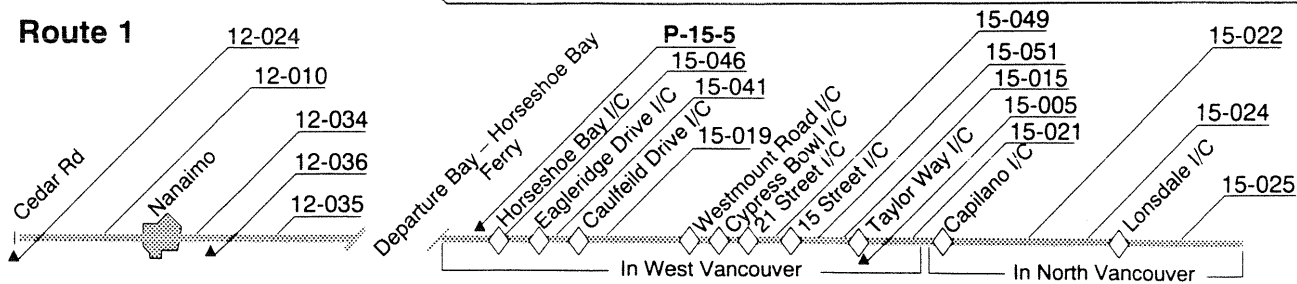 Route 1
12-024
12-010
12-034
12-036
12-035
Cedar Rd
Nanaimo
Departure Bay – Horseshoe Bay
Ferry
P-15-5
15-046
15-041
15-019
Horseshoe Bay I/C
Eagleridge Drive I/C
Caulfeild Drive I/C
Westmount Road I/C
Cypress Bowl I/C
21 Street I/C
15 Street I/C
15-049
15-051
15-015
15-005
15-021
Taylor Way I/C
Capilano I/C
15-022
15-024
Lonsdale I/C
15-025
In West Vancouver
In North Vancouver